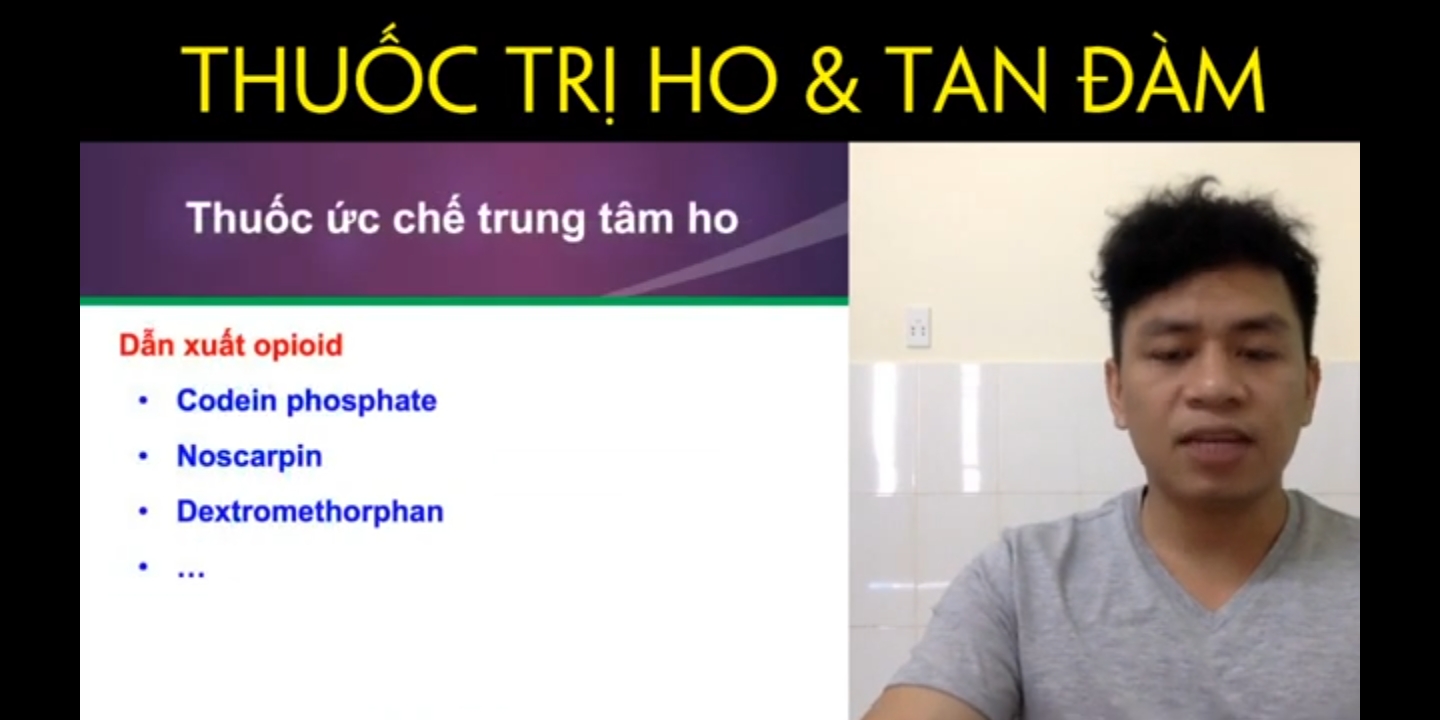 THUỐC TRỊ HO & TAN ĐÀM
Thuốc ức chế trung tâm ho
Dẫn xuất opioid
• Codein phosphate
• Noscarpin
• Dextromethorphan
• ...